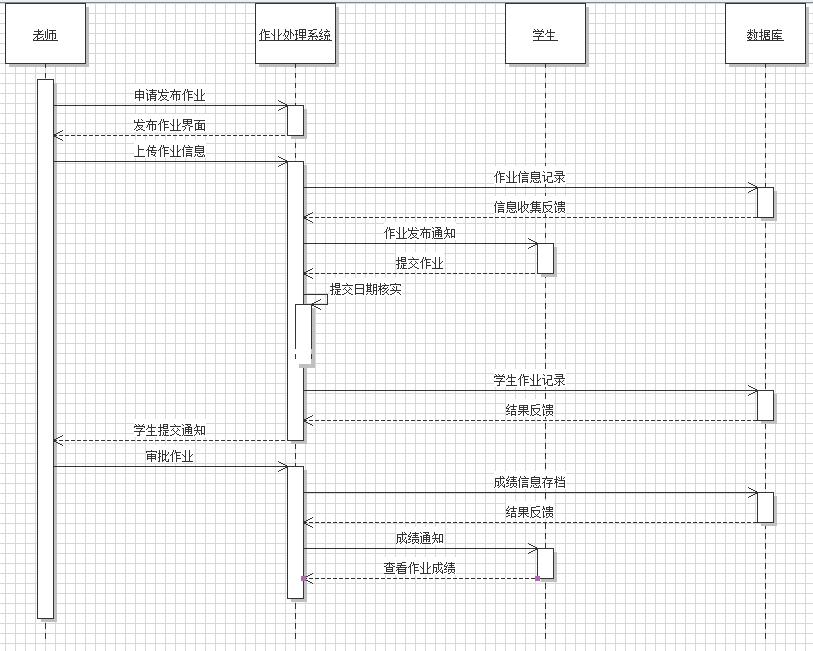 老师
作业处理系统
学生
数据库
申请发布作业
发布作业界面
上传作业信息
作业信息记录
信息收集反馈
作业发布通知
提交作业
提交日期核实
学生作业记录
结果反馈
学生提交通知
审批作业
成绩信息存档
结果反馈
成绩通知
查看作业成绩